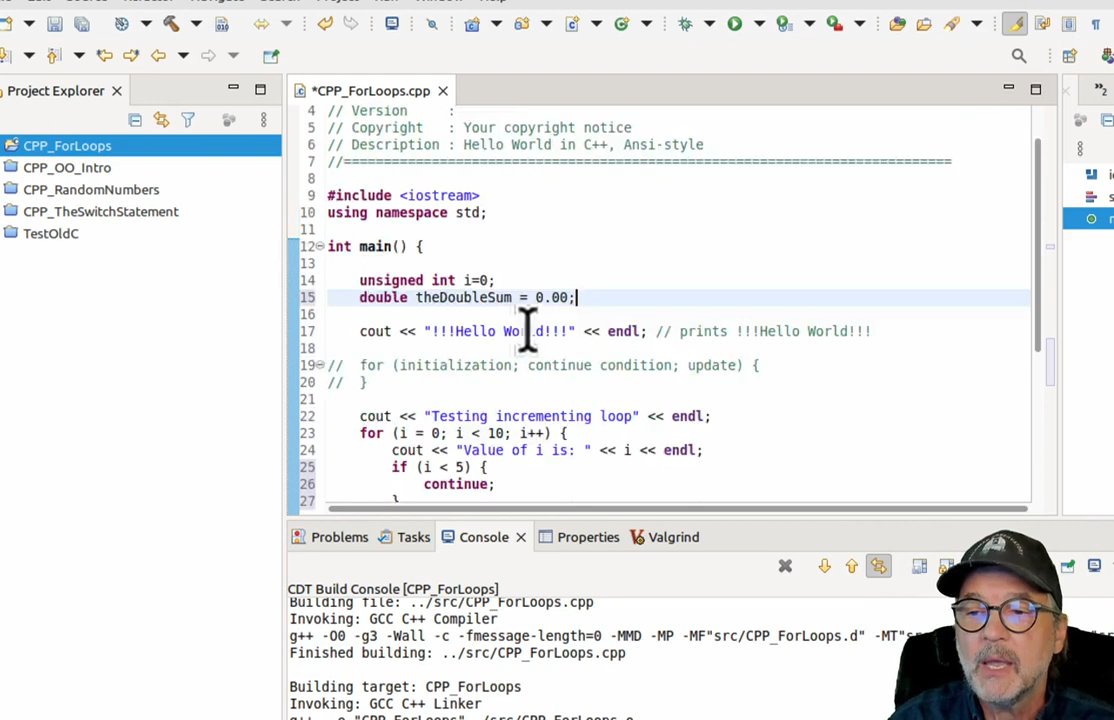 Project Explorer
CPP_ForLoops
CPP_OO_Intro
CPP_RandomNumbers
CPP_TheSwitchStatement
TestOldC
*CPP_ForLoops.cpp
4 // Version     :
5 // Copyright   : Your copyright notice
6 // Description : Hello World in C++, Ansi-style
7 //============================================================================
8
9 #include <iostream>
10 using namespace std;
11
12 int main() {
13
14 unsigned int i=0;
15 double theDoubleSum = 0.00;
16
17 cout << "!!!Hello World!!!" << endl; // prints !!!Hello World!!!
18
19 // for (initialization; continue condition; update) {
20 // }
21
22 cout << "Testing incrementing loop" << endl;
23 for (i = 0; i < 10; i++) {
24 cout << "Value of i is: " << i << endl;
25 if (i < 5) {
26 continue;
27 }
»2
Problems Tasks Console Properties Valgrind
CDT Build Console [CPP_ForLoops]
Building file: ../src/CPP_ForLoops.cpp
Invoking: GCC C++ Compiler
g++ -O0 -g3 -Wall -c -fmessage-length=0 -MMD -MP -MF"src/CPP_ForLoops.d" -MT"
Finished building: ../src/CPP_ForLoops.cpp
Building target: CPP_ForLoops
Invoking: GCC C++ Linker
g++ -o "CPP_ForLoops" ./src/CPP_ForLoops.o